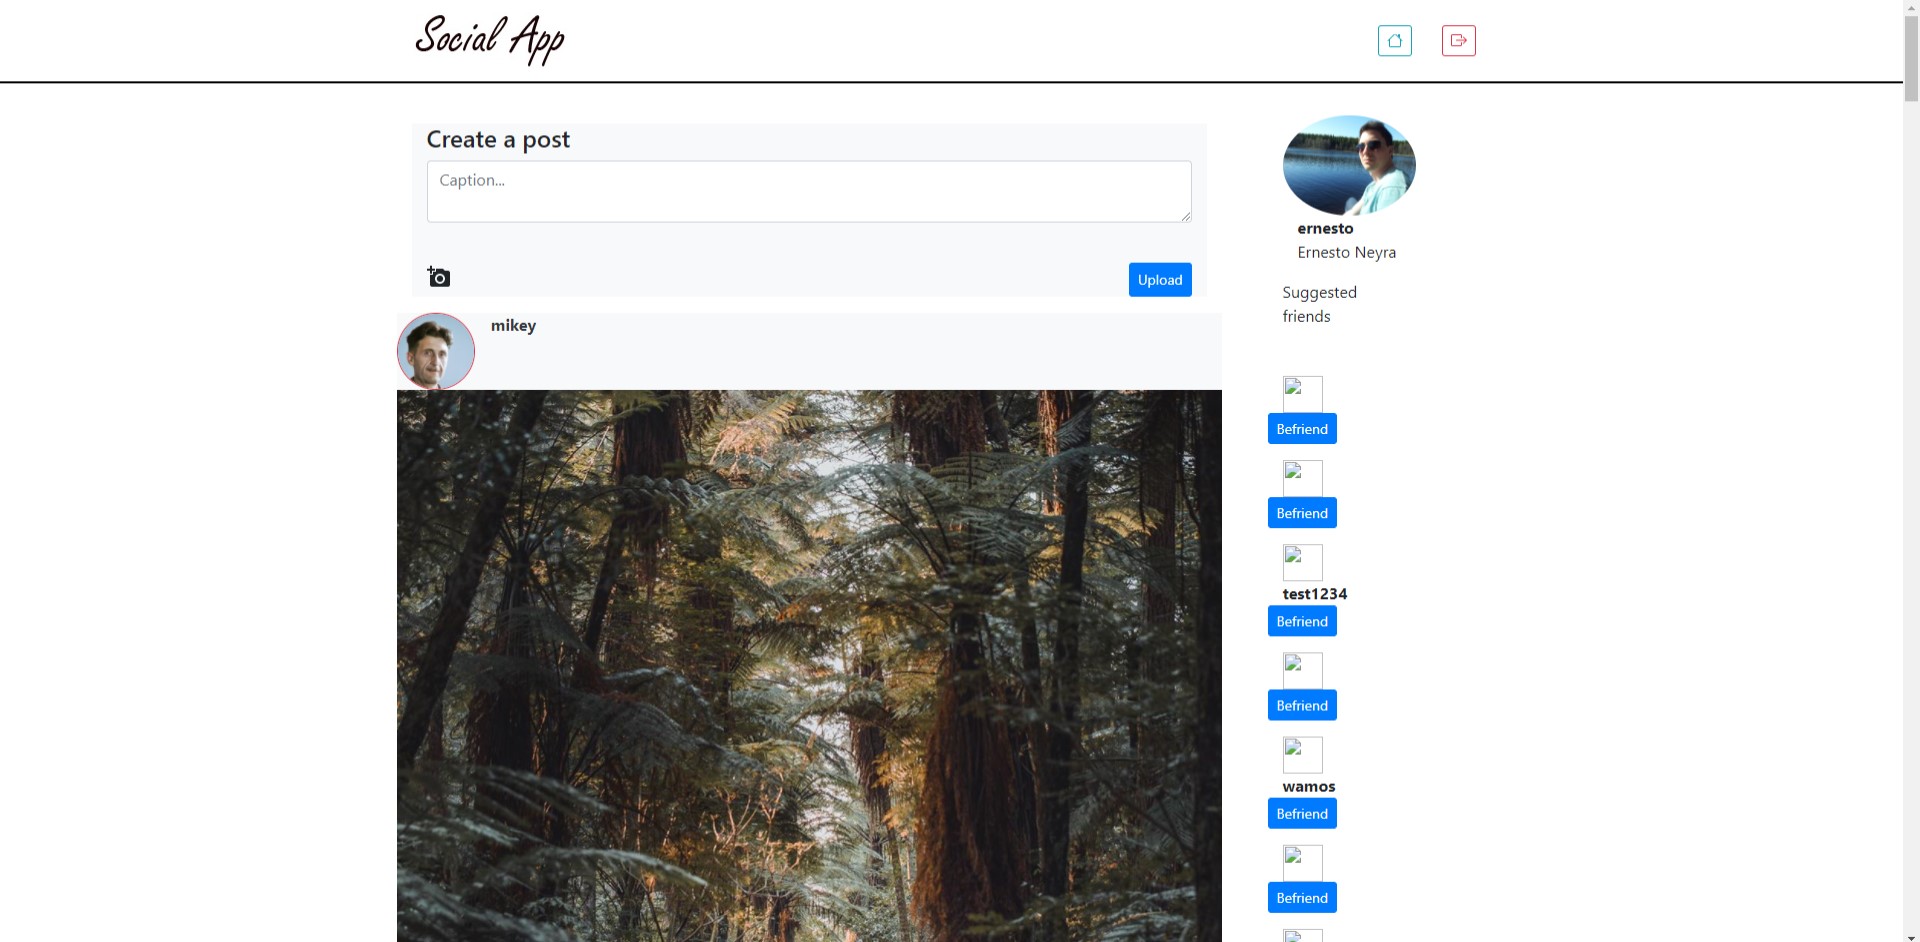 Social App
Create a post
Caption...
Upload
mikey
ernesto
Ernesto Neyra
Suggested
friends
Befriend
Befriend
test1234
Befriend
Befriend
wamos
Befriend
Befriend